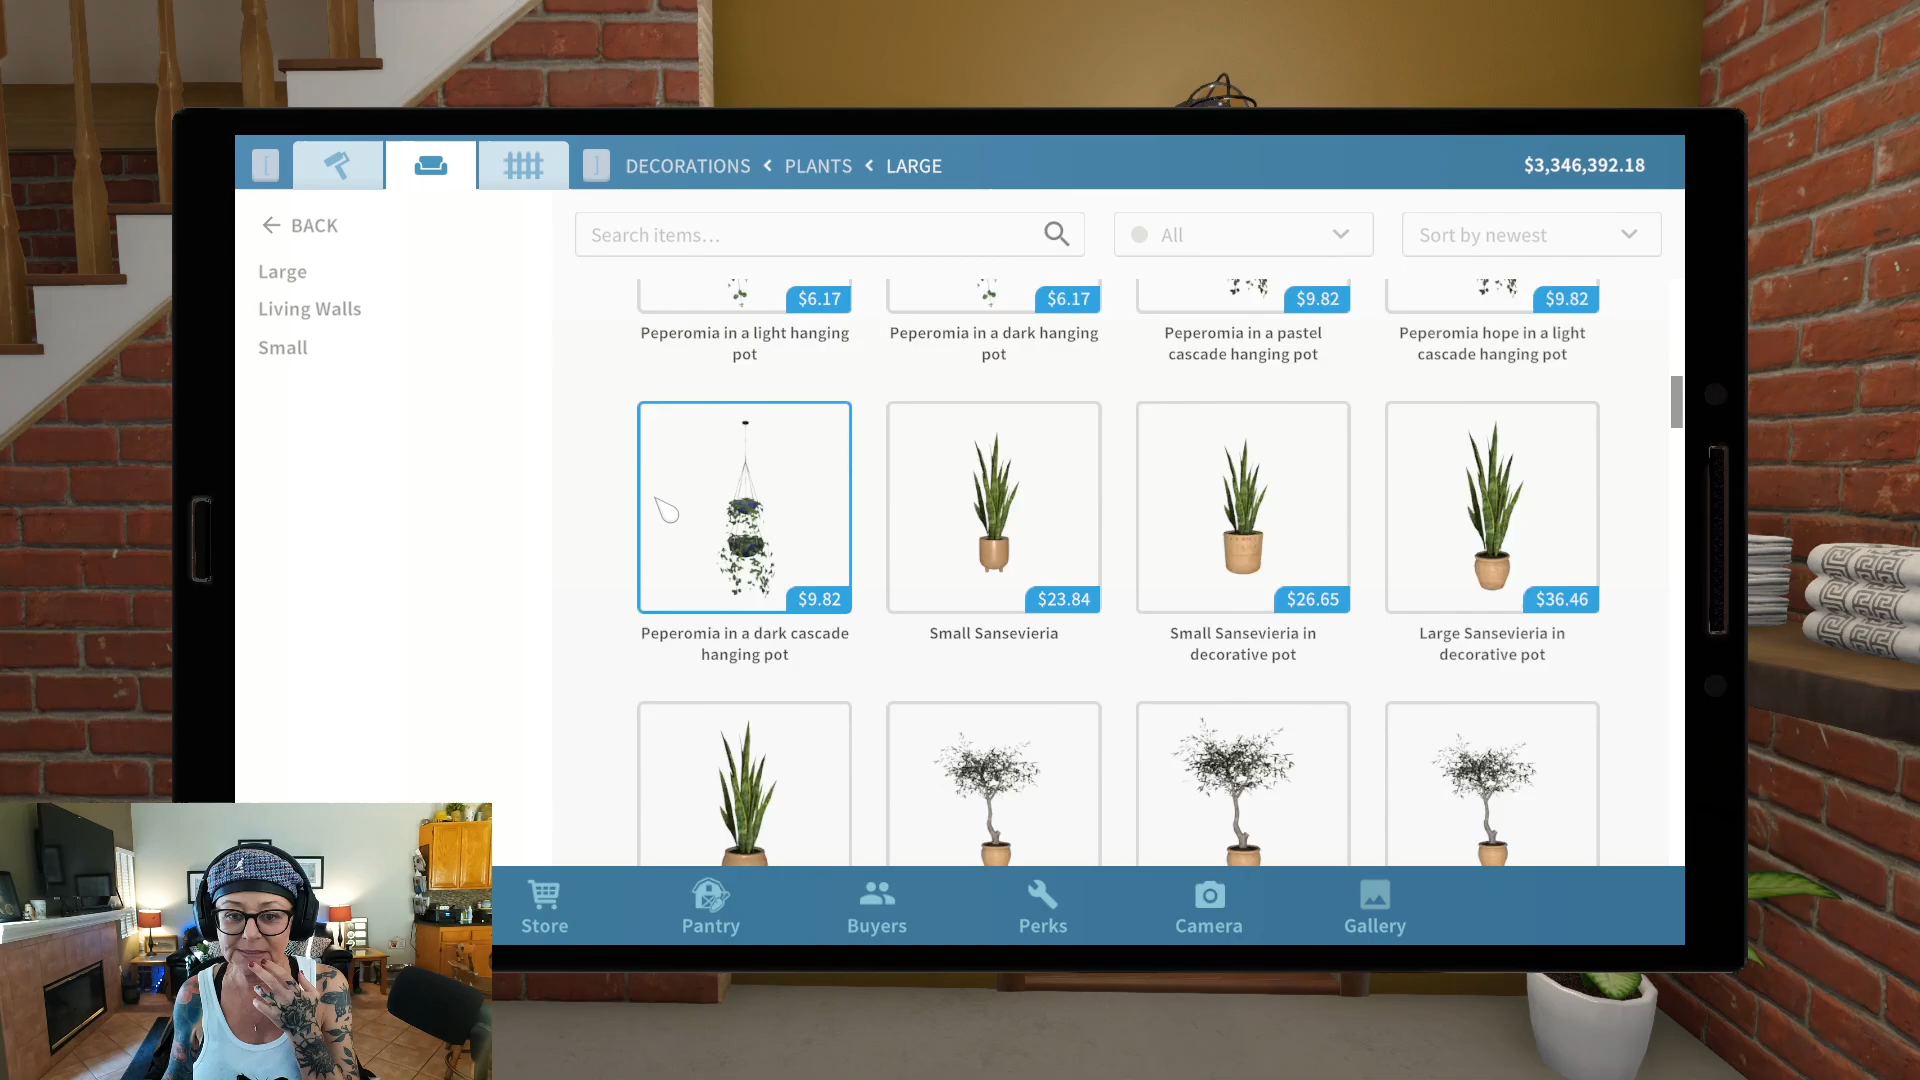 [
]
DECORATIONS < PLANTS < LARGE
$3,346,392.18
BACK
Large
Living Walls
Small
Search items...
All
Sort by newest
$6.17
$6.17
$9.82
$9.82
Peperomia in a light hanging
pot
Peperomia in a dark hanging
pot
Peperomia in a pastel
cascade hanging pot
Peperomia hope in a light
cascade hanging pot
$9.82
$23.84
$26.65
$36.46
Peperomia in a dark cascade
hanging pot
Small Sansevieria
Small Sansevieria in
decorative pot
Large Sansevieria in
decorative pot
Store
Pantry
Buyers
Perks
Camera
Gallery